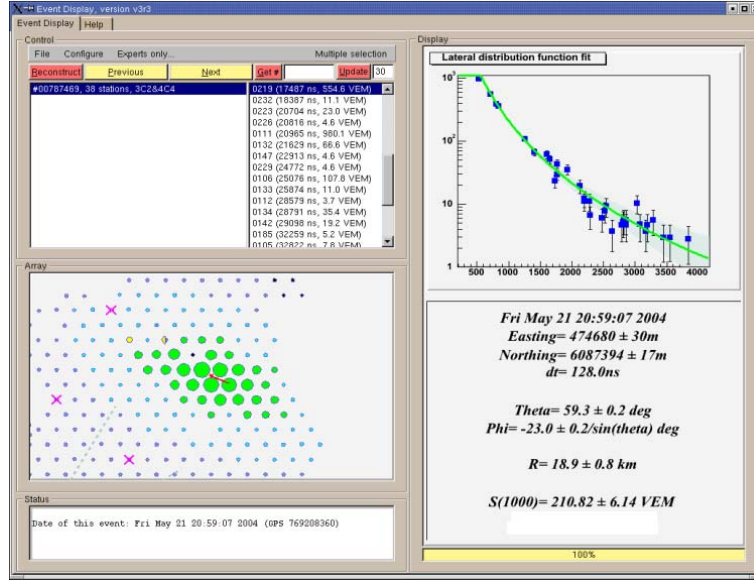 Event Display, version v3r3
Event Display Help
Control
File Configure Experts only... Multiple selection
Reconstruct Previous Next Get # Update 30
#00787469, 38 stations, 3C2&4C4
0219 (17487 ns, 554.6 VEM)
0232 (18387 ns, 11.1 VEM)
0223 (20704 ns, 23.0 VEM)
0226 (20816 ns, 4.6 VEM)
0111 (20965 ns, 980.1 VEM)
0132 (21629 ns, 66.6 VEM)
0147 (22913 ns, 4.6 VEM)
0229 (24772 ns, 4.6 VEM)
0106 (25076 ns, 107.8 VEM)
0133 (25874 ns, 11.0 VEM)
0112 (28579 ns, 3.7 VEM)
0134 (28791 ns, 35.4 VEM)
0142 (29098 ns, 19.2 VEM)
0185 (32259 ns, 5.2 VEM)
0105 (32822 ns, 7.8 VEM)
Array
Status
Date of this event: Fri May 21 20:59:07 2004 (GPS 769208360)
Display
Lateral distribution function fit
10³
10²
10
1
500 1000 1500 2000 2500 3000 3500 4000
Fri May 21 20:59:07 2004
Easting= 474680 ± 30m
Northing= 6087394 ± 17m
dt= 128.0ns
Theta= 59.3 ± 0.2 deg
Phi= -23.0 ± 0.2/sin(theta) deg
R= 18.9 ± 0.8 km
S(1000)= 210.82 ± 6.14 VEM
100%